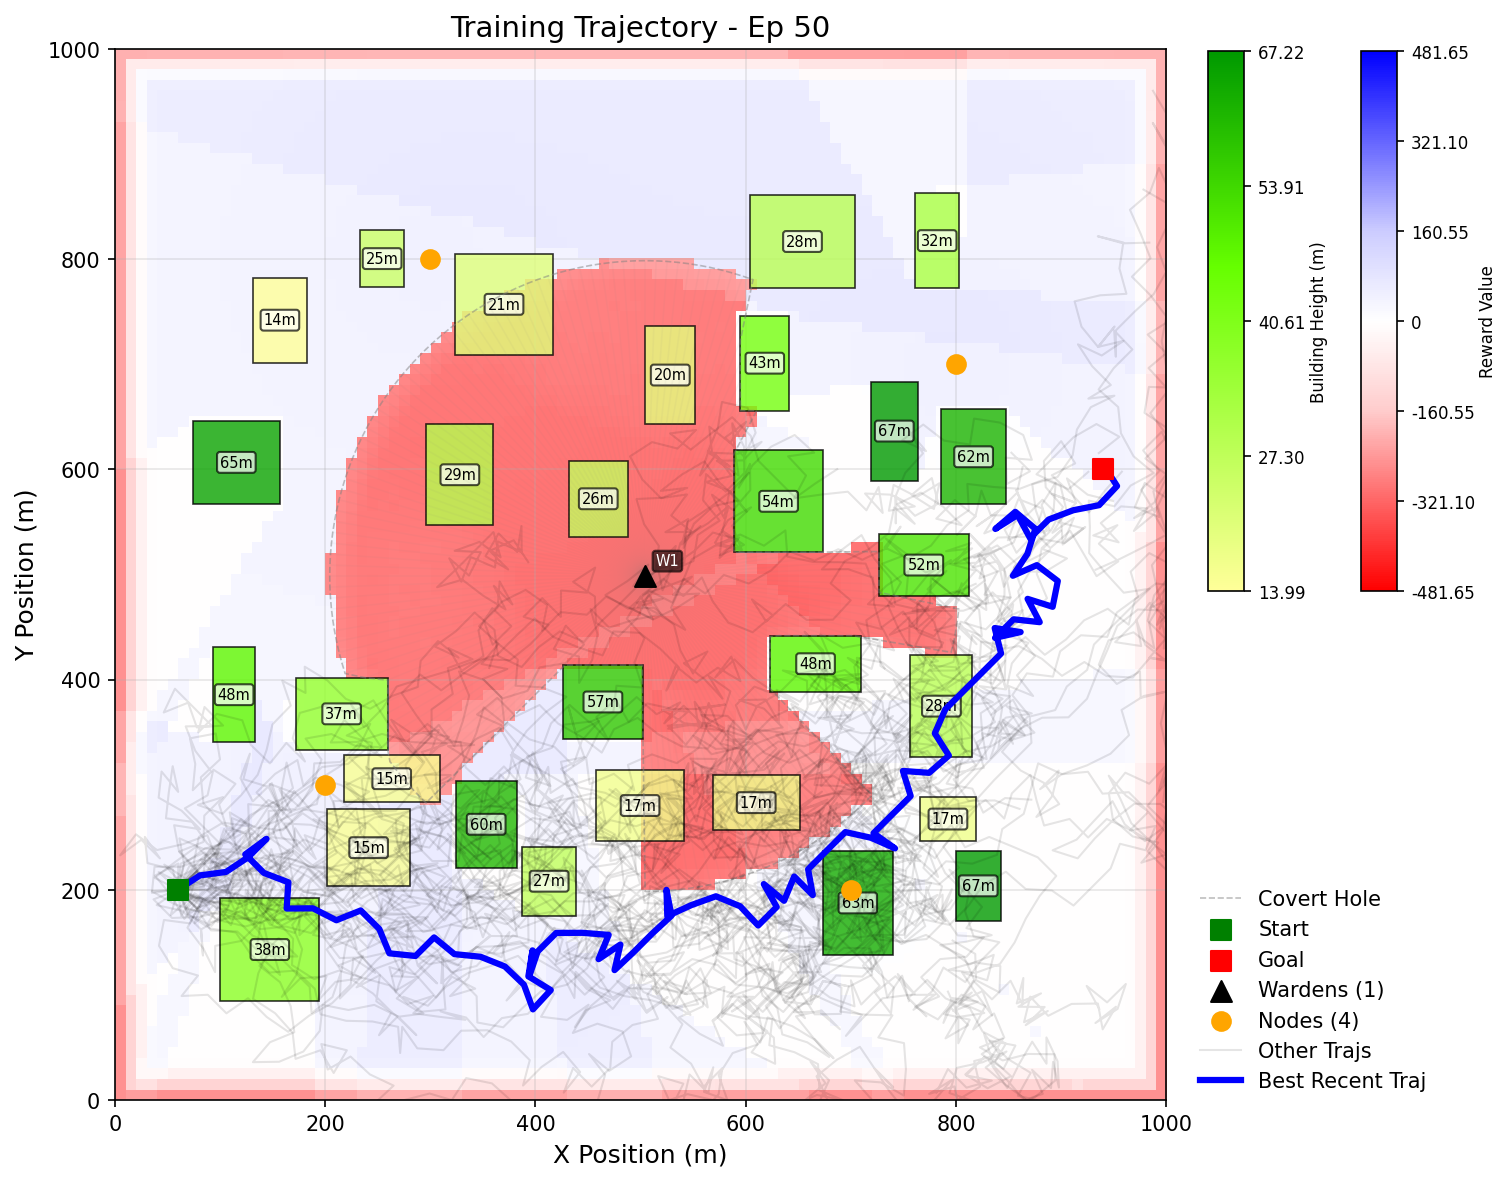 Training Trajectory - Ep 50
1000
800
600
400
200
0
0
200
400
600
800
1000
Y Position (m)
X Position (m)
28m
32m
25m
21m
14m
43m
20m
67m
65m
62m
29m
26m
54m
W1
52m
48m
28m
48m
57m
37m
15m
17m
17m
17m
60m
15m
27m
67m
63m
38m
67.22
53.91
40.61
27.30
13.99
Building Height (m)
481.65
321.10
160.55
0
-160.55
-321.10
-481.65
Reward Value
Covert Hole
Start
Goal
Wardens (1)
Nodes (4)
Other Trajs
Best Recent Traj